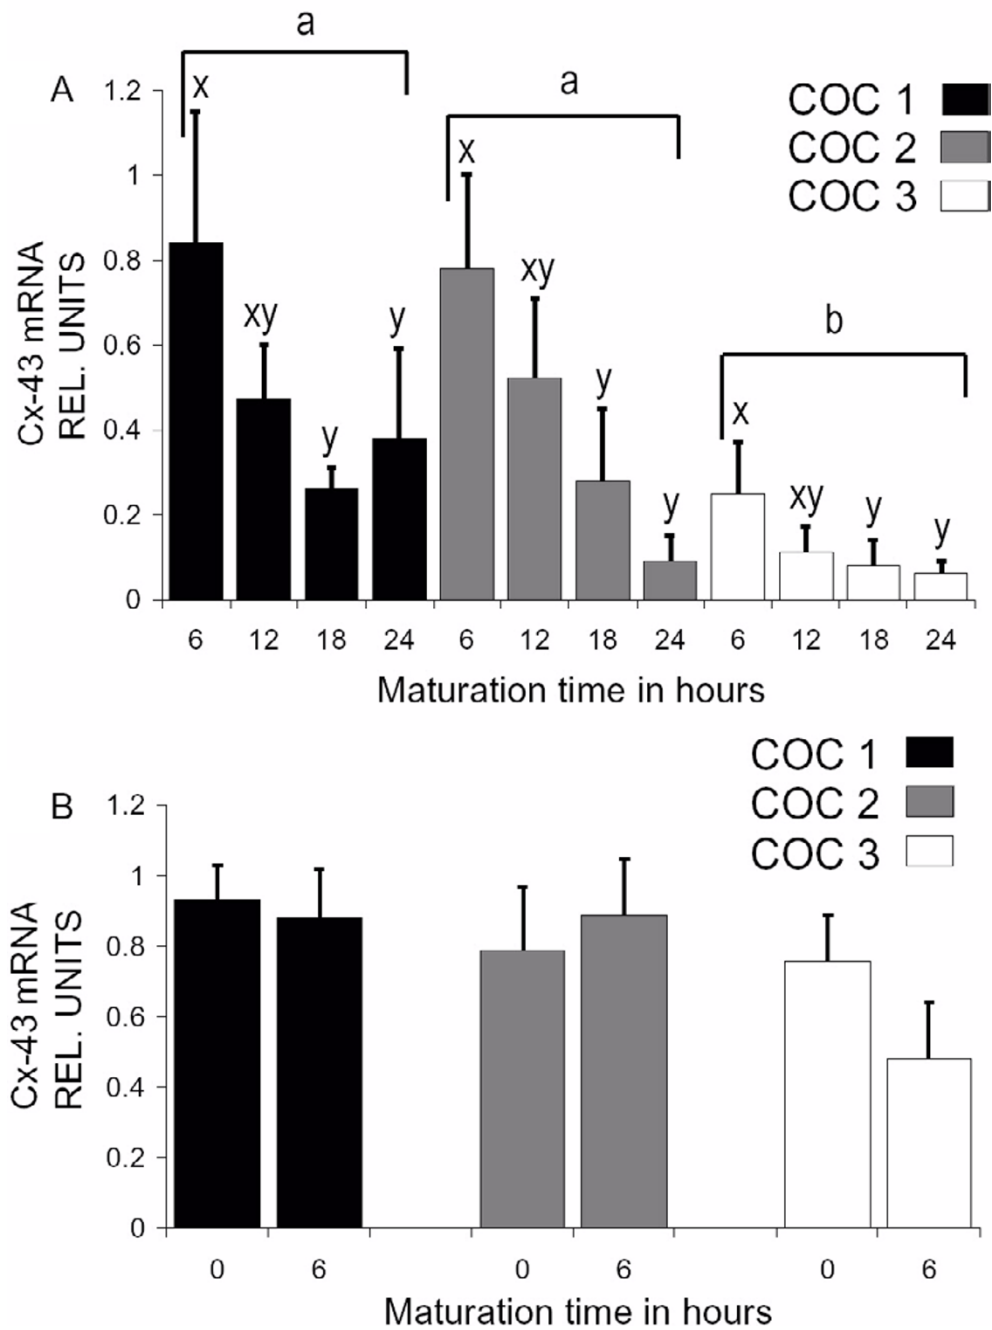 a
A
1.2
x
a
COC 1
COC 2
COC 3
1
x
0.8
xy
xy
y
b
0.6
y
x
0.4
y
y
xy
y
y
0.2
0
Cx-43 mRNA
REL. UNITS
6 12 18 24 6 12 18 24 6 12 18 24
Maturation time in hours
COC 1
COC 2
COC 3
B
1.2
1
0.8
0.6
0.4
0.2
0
Cx-43 mRNA
REL. UNITS
0 6 0 6 0 6
Maturation time in hours